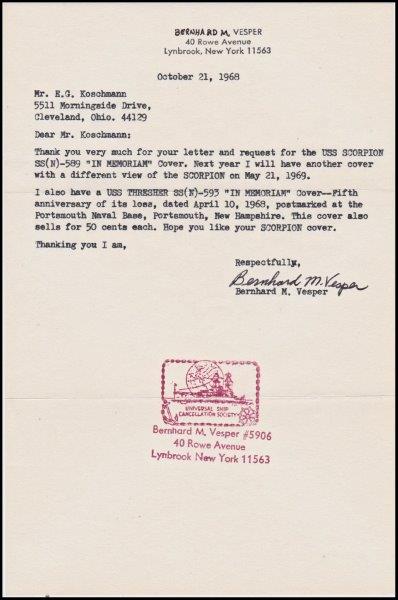 BERNHARD M. VESPER
40 Rowe Avenue
Lynbrook, New York 11563
October 21, 1968
Mr. E.G. Koschmann
5511 Morningside Drive,
Cleveland, Ohio. 44129
Dear Mr. Koschmann:
Thank you very much for your letter and request for the USS SCORPION
SS(N)-589 "IN MEMORIAM" Cover. Next year I will have another cover
with a different view of the SCORPION on May 21, 1969.
I also have a USS THRESHER SS(N)-593 "IN MEMORIAM" Cover--Fifth
anniversary of its loss, dated April 10, 1968, postmarked at the
Portsmouth Naval Base, Portsmouth, New Hampshire. This cover also
sells for 50 cents each. Hope you like your SCORPION cover.
Thanking you I am,
Respectfully,
Bernhard M. Vesper
Bernhard M. Vesper
UNIVERSAL SHIP
CANCELLATION SOCIETY
Bernhard M. Vesper #5906
40 Rowe Avenue
Lynbrook New York 11563